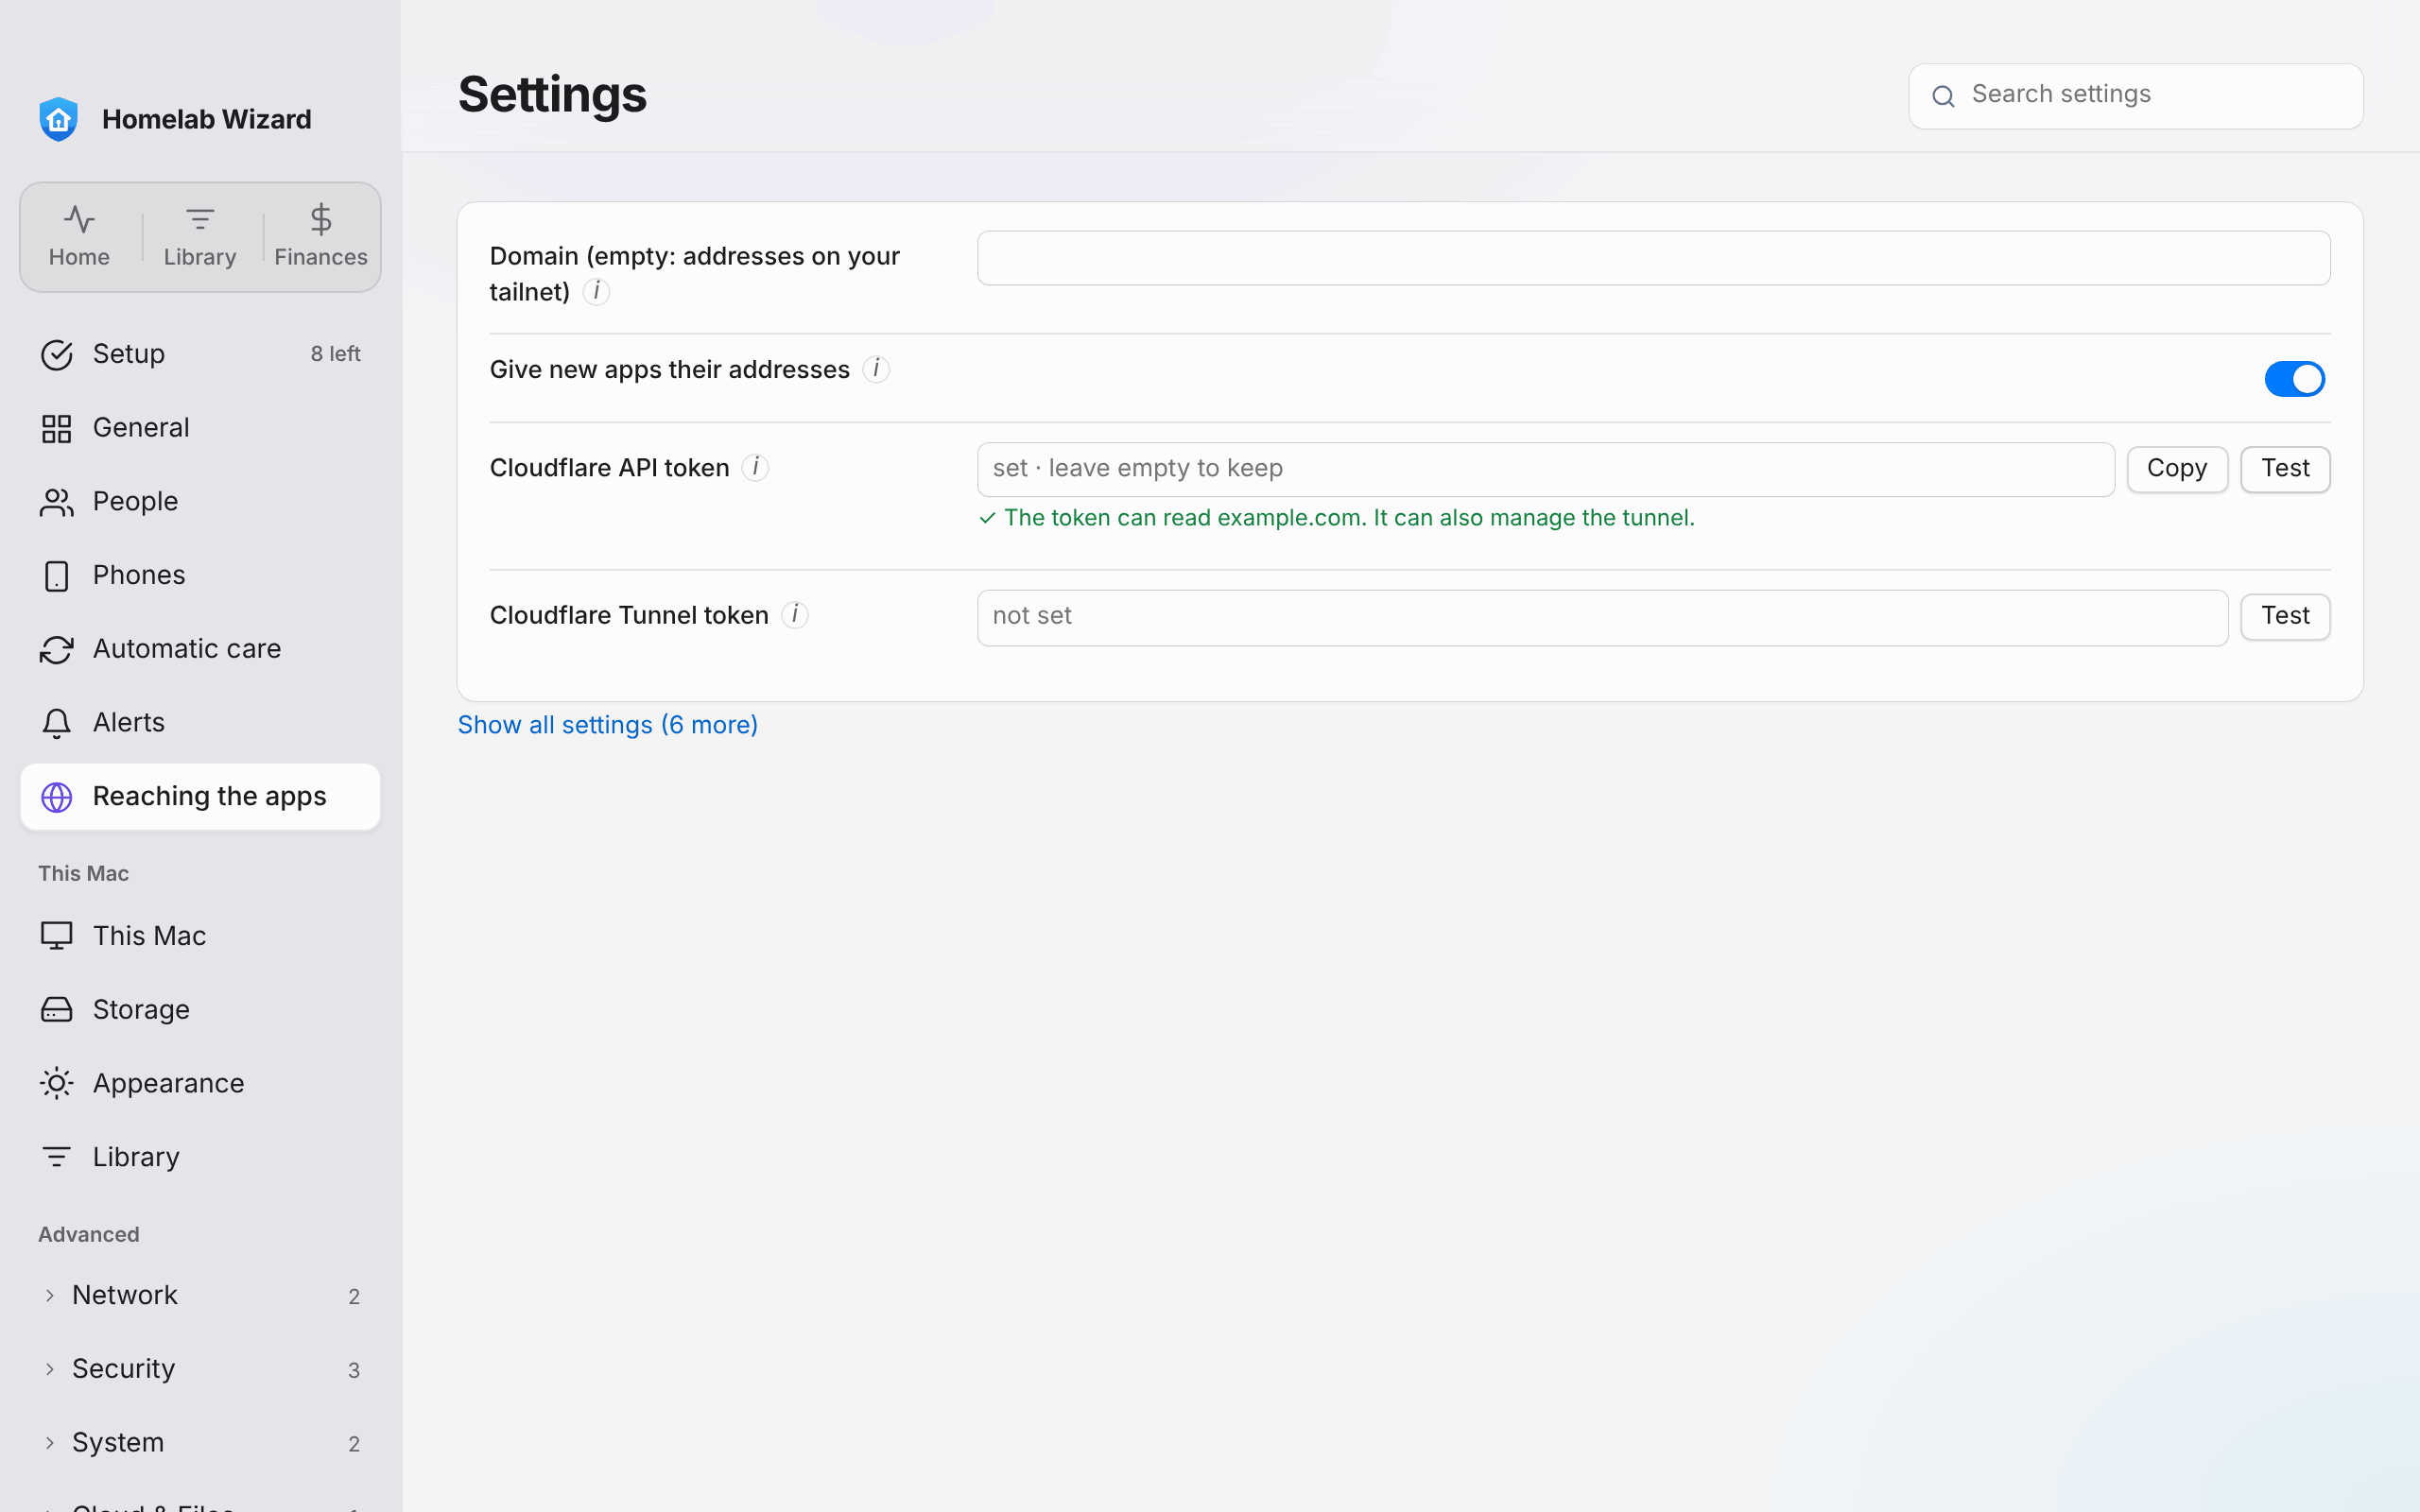 Homelab Wizard
Home
Library
Finances
Setup
8 left
General
People
Phones
Automatic care
Alerts
Reaching the apps
This Mac
This Mac
Storage
Appearance
Library
Advanced
Network
2
Security
3
System
2
Settings
Search settings
Domain (empty: addresses on your
tailnet) i
Give new apps their addresses i
Cloudflare API token i
set · leave empty to keep
Copy
Test
✓ The token can read example.com. It can also manage the tunnel.
Cloudflare Tunnel token i
not set
Test
Show all settings (6 more)